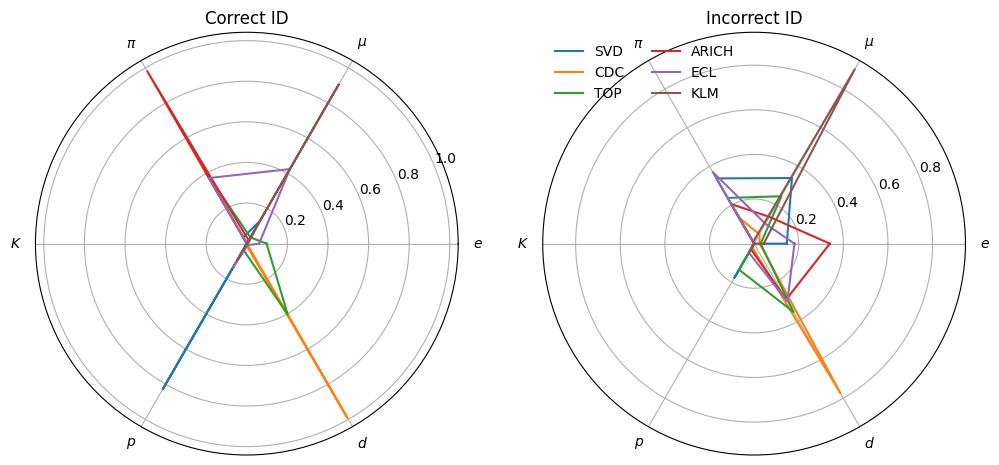 Correct ID
π
μ
K
e
p
d
0.2
0.4
0.6
0.8
1.0
Incorrect ID
SVD
CDC
TOP
ARICH
ECL
KLM
π
μ
K
e
p
d
0.2
0.4
0.6
0.8